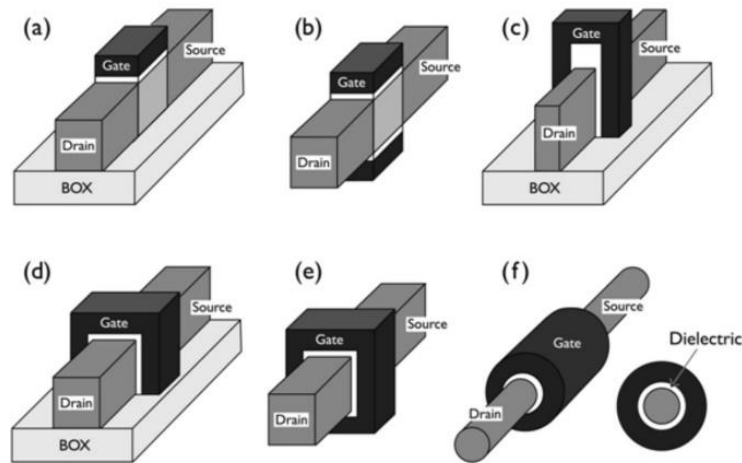 (a)
Gate
Source
Drain
BOX
(b)
Gate
Source
Drain
(c)
Gate
Source
Drain
BOX
(d)
Gate
Source
Drain
BOX
(e)
Gate
Source
Drain
(f)
Source
Gate
Dielectric
Drain